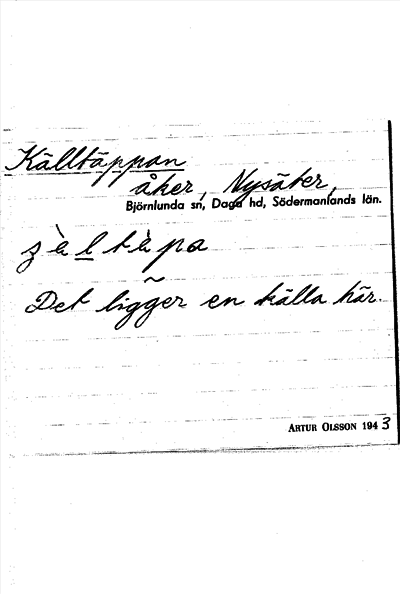 Källtäppan
åker, Nysäter,
Björnlunda sn, Daga hd, Södermanlands län.
Det ligger en källa här.
ARTUR OLSSON 1943